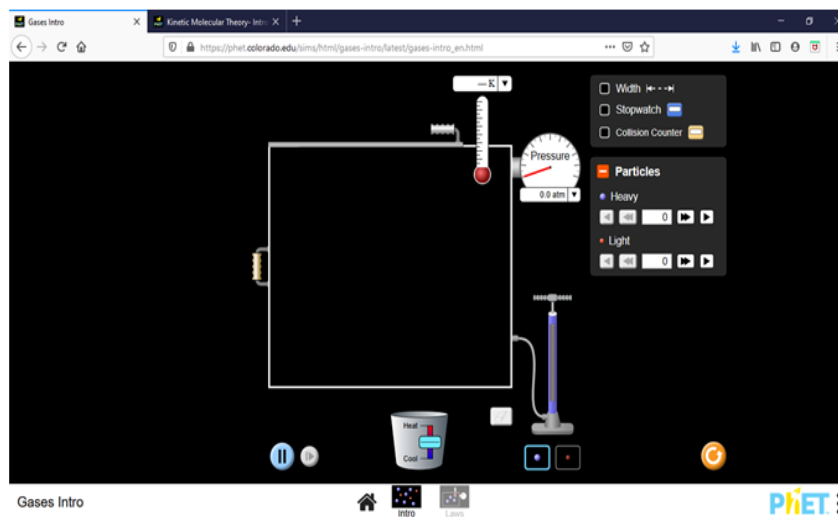 Gases Intro
Kinetic Molecular Theory- Intro
https://phet.colorado.edu/sims/html/gases-intro/latest/gases-intro_en.html
— K
Width
Stopwatch
Collision Counter
Pressure
0.0 atm
Particles
Heavy
0
Light
0
Heat
Cool
Gases Intro
Intro
Laws
PhET